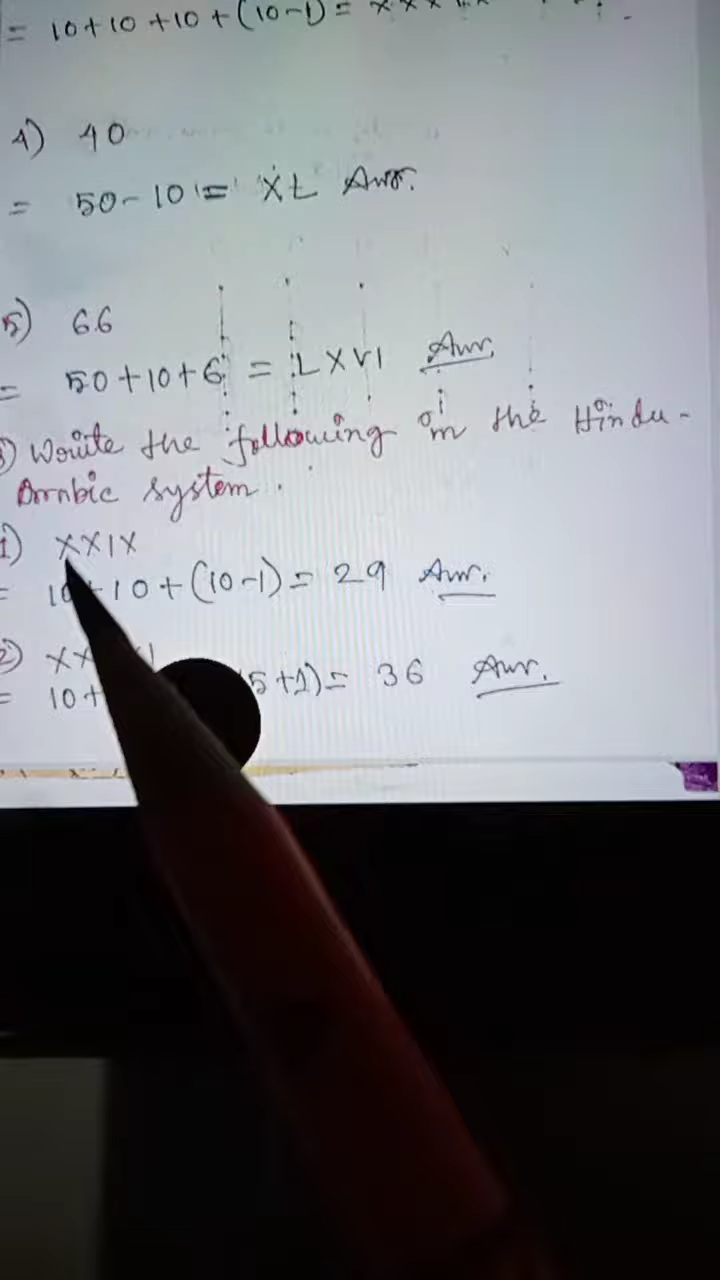 = 10+10+10+(10-1) =
4) 40
= 50-10 = XL Ans.
5) 66
= 50+10+6 = LXVI Ans.
Write the following in the Hindu-
Arabic system.
1) XXIX
= 10+10+(10-1) = 29 Ans.
2) XX
= 10+ (5+1) = 36 Ans.